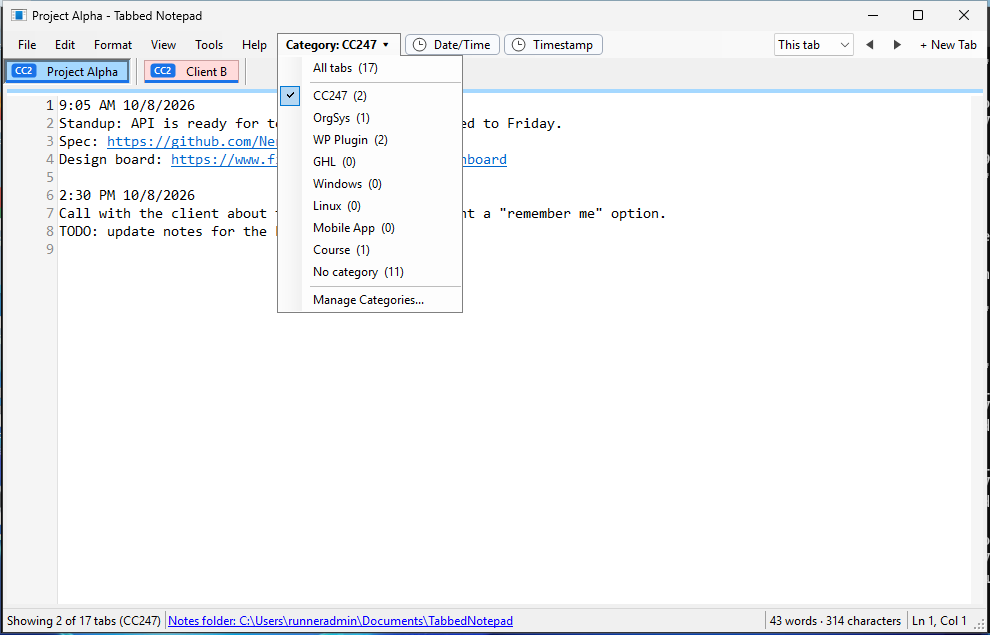 Project Alpha - Tabbed Notepad
File Edit Format View Tools Help Category: CC247 Date/Time Timestamp This tab + New Tab
CC2 Project Alpha CC2 Client B
All tabs (17)
CC247 (2)
OrgSys (1)
WP Plugin (2)
GHL (0)
Windows (0)
Linux (0)
Mobile App (0)
Course (1)
No category (11)
Manage Categories...
1 9:05 AM 10/8/2026
2 Standup: API is ready for ed to Friday.
3 Spec: https://github.com/
4 Design board: https://www.f board
5
6 2:30 PM 10/8/2026
7 Call with the client about a "remember me" option.
8 TODO: update notes for the
9
Showing 2 of 17 tabs (CC247) Notes folder: C:\Users\runneradmin\Documents\TabbedNotepad 43 words · 314 characters Ln 1, Col 1